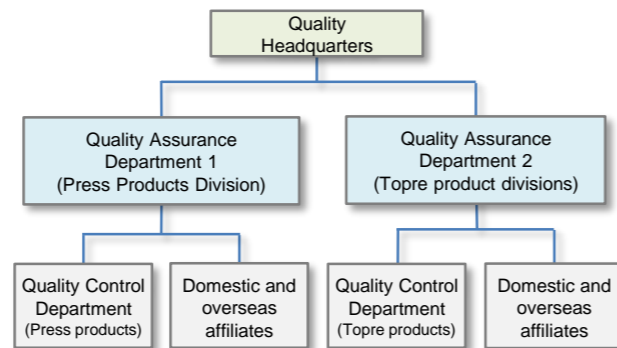 Quality
Headquarters
Quality Assurance
Department 1
(Press Products Division)
Quality Assurance
Department 2
(Topre product divisions)
Quality Control
Department
(Press products)
Domestic and
overseas
affiliates
Quality Control
Department
(Topre products)
Domestic and
overseas
affiliates